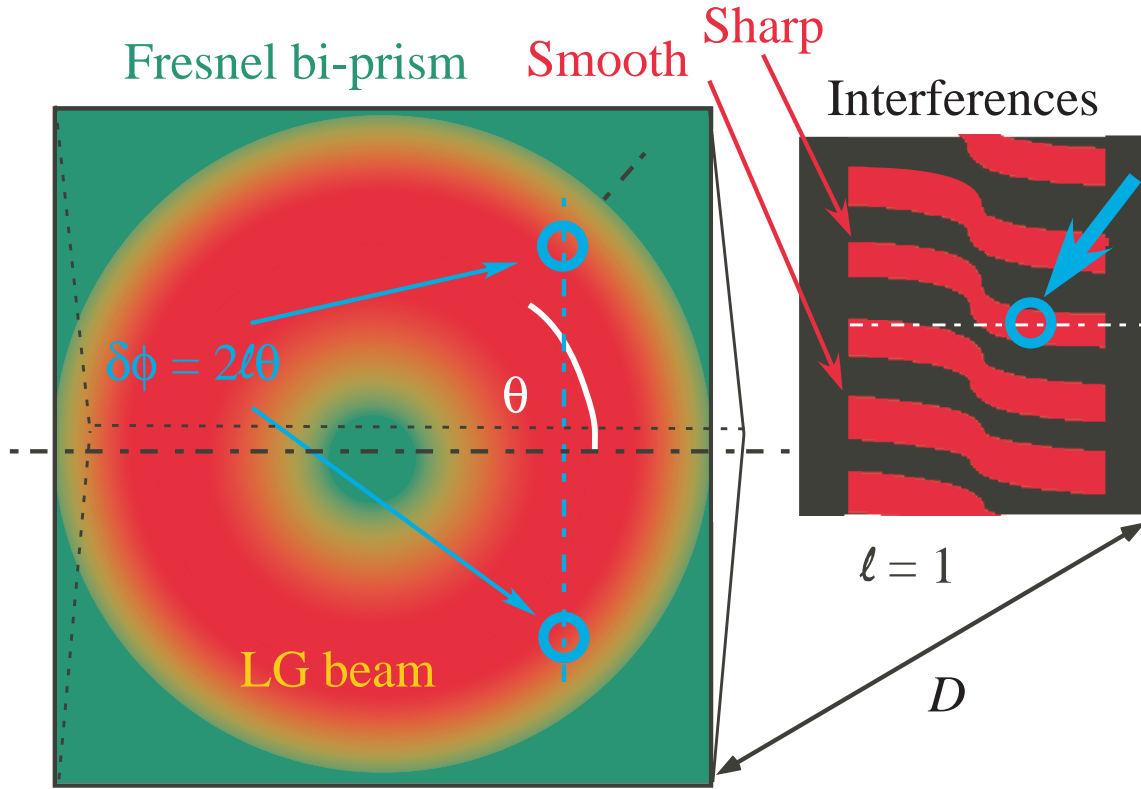 Sharp
Fresnel bi-prism
Smooth
Interferences
δϕ = 2ℓθ
θ
ℓ = 1
LG beam
D